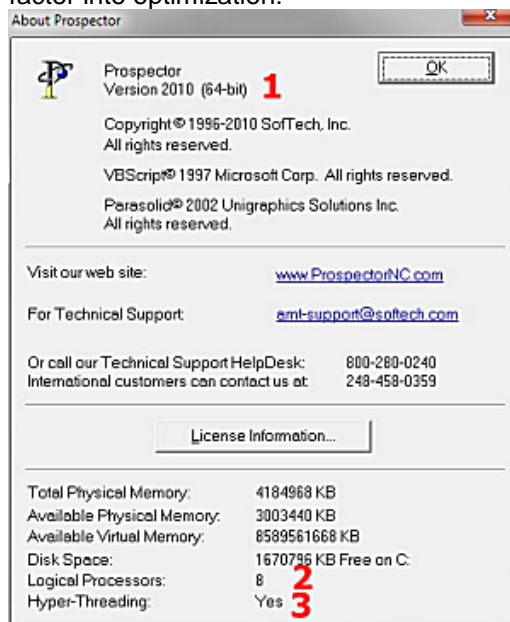 factor into optimization.
About Prospector
OK
Prospector
Version 2010 (64-bit) 1
Copyright© 1996-2010 SofTech, Inc.
All rights reserved.
VBScript® 1997 Microsoft Corp. All rights reserved.
Parasolid® 2002 Unigraphics Solutions Inc.
All rights reserved.
Visit our web site: www.ProspectorNC.com
For Technical Support: aml-support@softech.com
Or call our Technical Support HelpDesk: 800-280-0240
International customers can contact us at: 248-458-0359
License Information...
Total Physical Memory: 4184968 KB
Available Physical Memory: 3003440 KB
Available Virtual Memory: 8589561668 KB
Disk Space: 1670796 KB Free on C:
Logical Processors: 8 2
Hyper-Threading: Yes 3